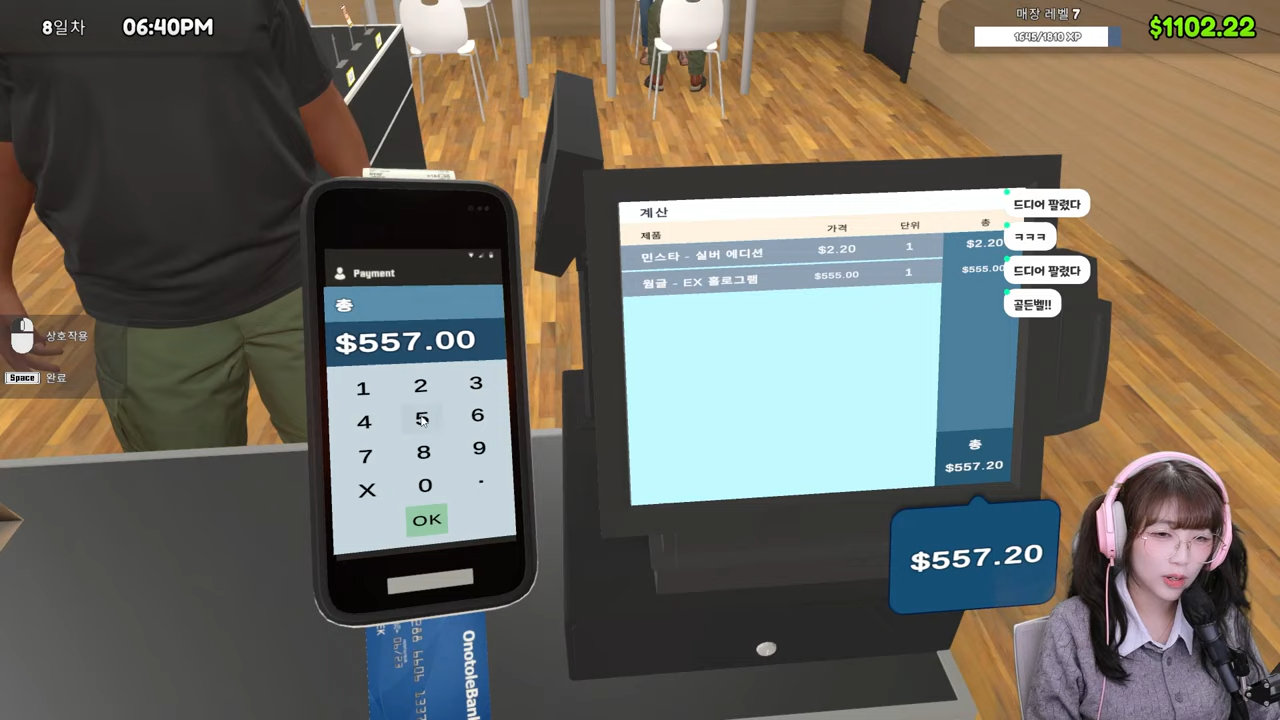 8일차
06:40PM
매장 레벨 7
1645/1810 XP
$1102.22
상호작용
Space 완료
Payment
총
$557.00
1 2 3
4 5 6
7 8 9
X 0 .
OK
계산
제품 가격 단위 총
민스타 - 실버 에디션 $2.20 1 $2.20
윙글 - EX 홀로그램 $555.00 1 $555.00
총
$557.20
$557.20
드디어 팔렸다
ㅋㅋㅋ
드디어 팔렸다
골든벨!!
OnotoleBank
06/23